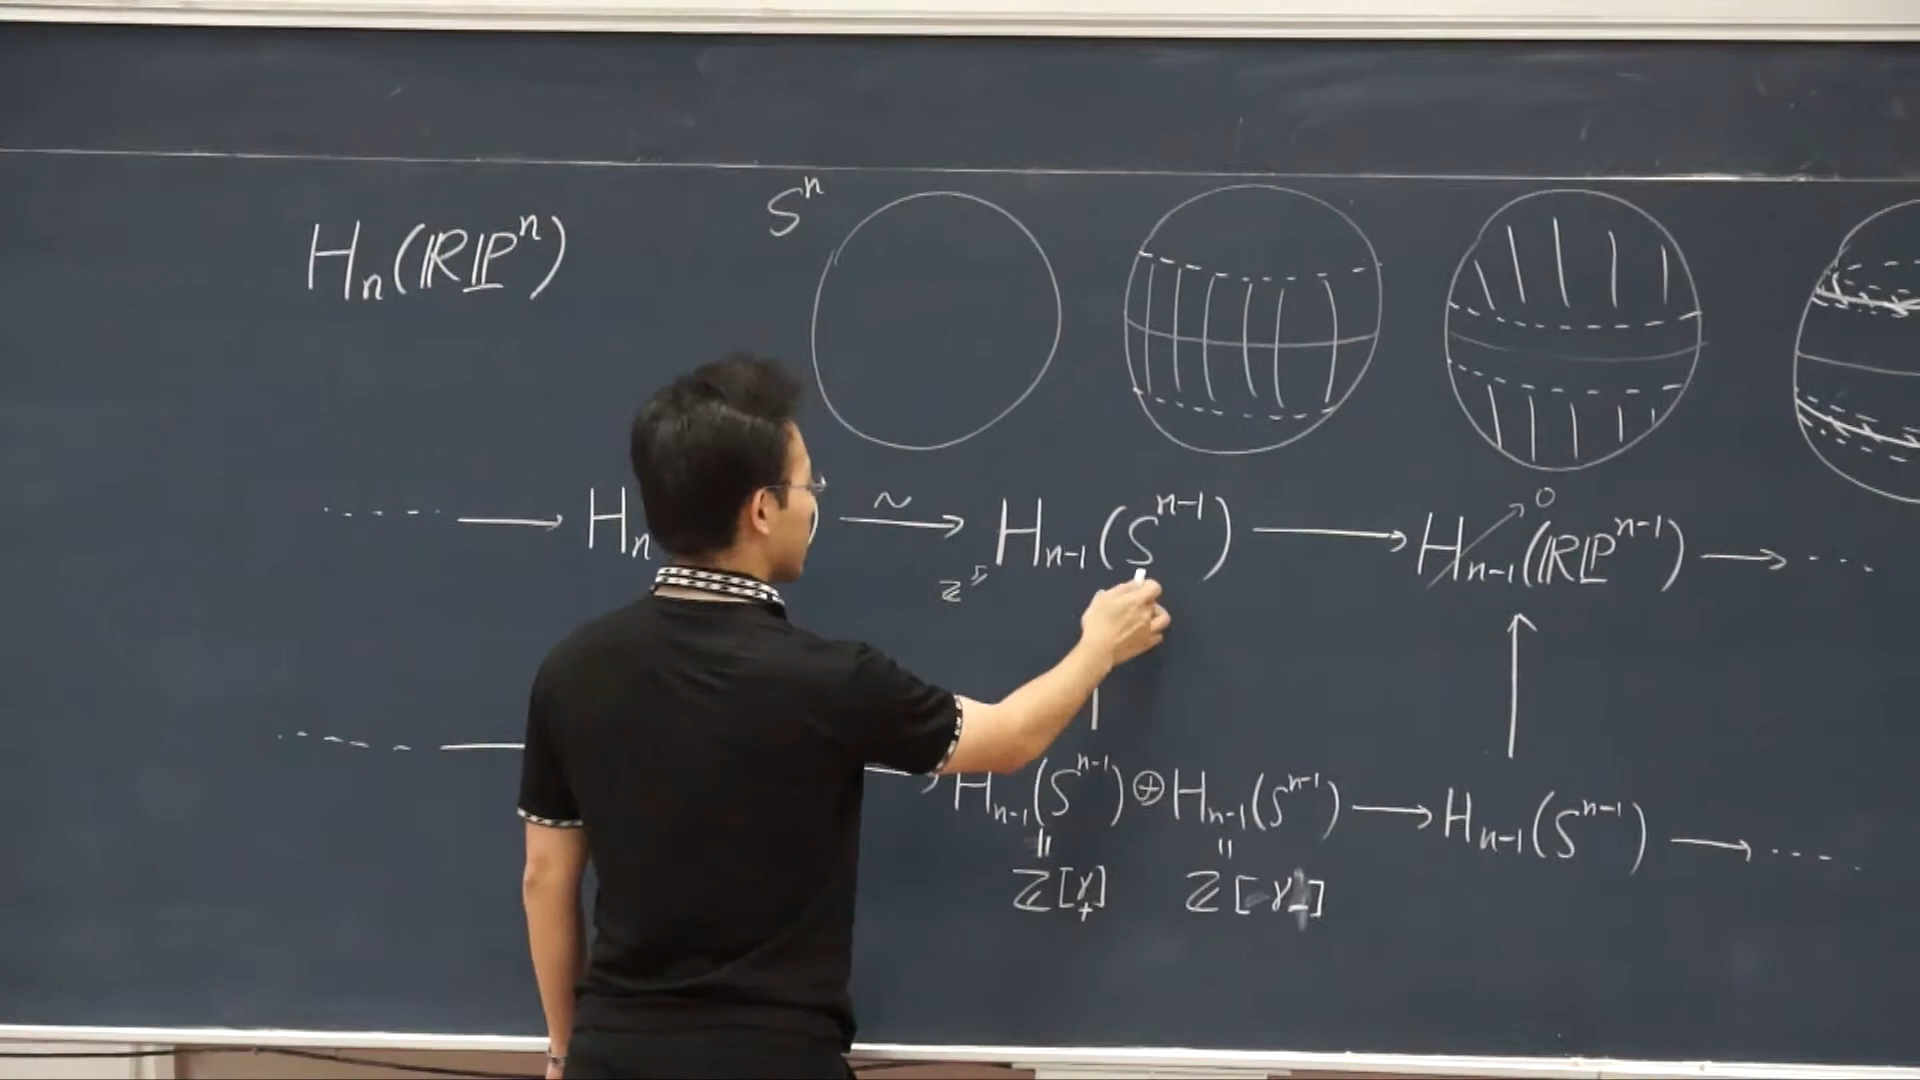 Sⁿ
Hₙ(ℝℙⁿ)
⋯⋯ ⟶ Hₙ ⟶̃ Hₙ₋₁(Sⁿ⁻¹) ⟶ Hₙ₋₁(ℝℙⁿ⁻¹) ⟶ ⋯
0
ℤ
Hₙ₋₁(Sⁿ⁻¹) ⊕ Hₙ₋₁(Sⁿ⁻¹) ⟶ Hₙ₋₁(Sⁿ⁻¹) ⟶ ⋯
= =
ℤ[γ₊] ℤ[-γ₋]